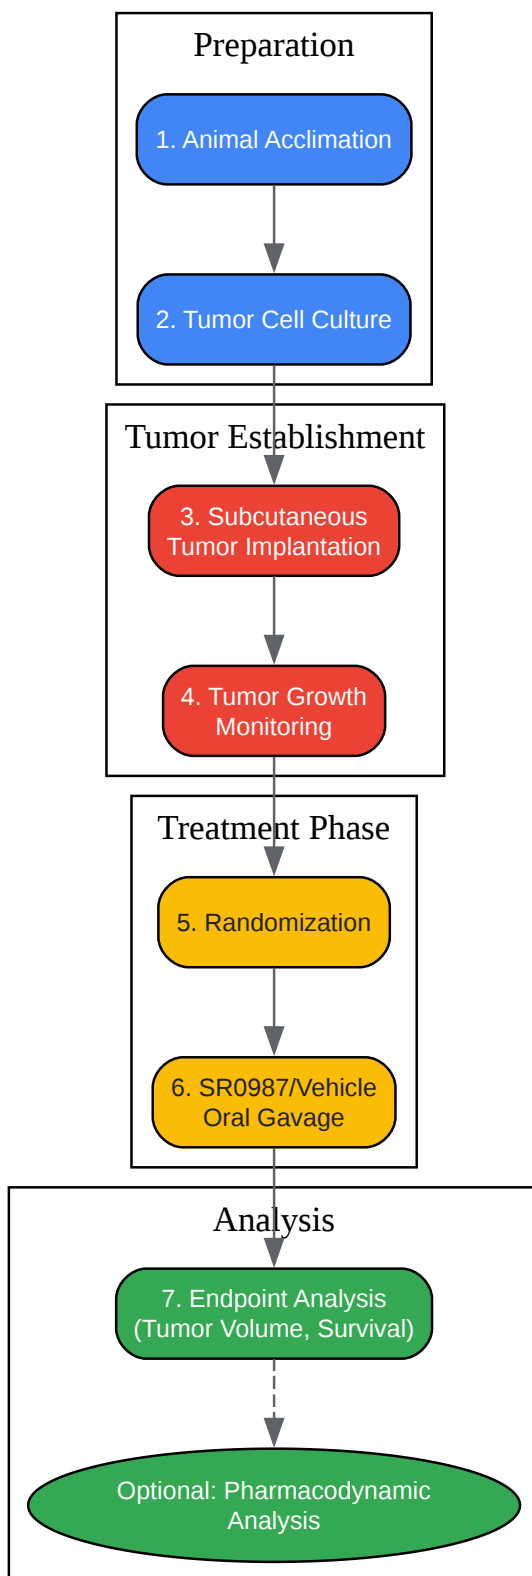 Preparation
1. Animal Acclimation
2. Tumor Cell Culture
Tumor Establishment
3. Subcutaneous
Tumor Implantation
4. Tumor Growth
Monitoring
Treatment Phase
5. Randomization
6. SR0987/Vehicle
Oral Gavage
Analysis
7. Endpoint Analysis
(Tumor Volume, Survival)
Optional: Pharmacodynamic
Analysis